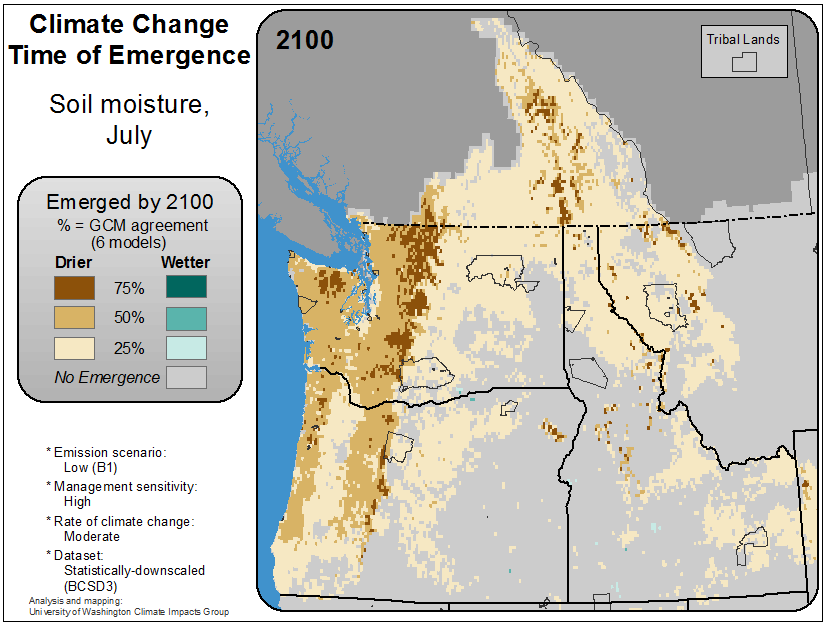 Climate Change
Time of Emergence
Soil moisture,
July
Emerged by 2100
% = GCM agreement
(6 models)
Drier Wetter
75%
50%
25%
No Emergence
* Emission scenario:
Low (B1)
* Management sensitivity:
High
* Rate of climate change:
Moderate
* Dataset:
Statistically-downscaled
(BCSD3)
Analysis and mapping:
University of Washington Climate Impacts Group
2100
Tribal Lands